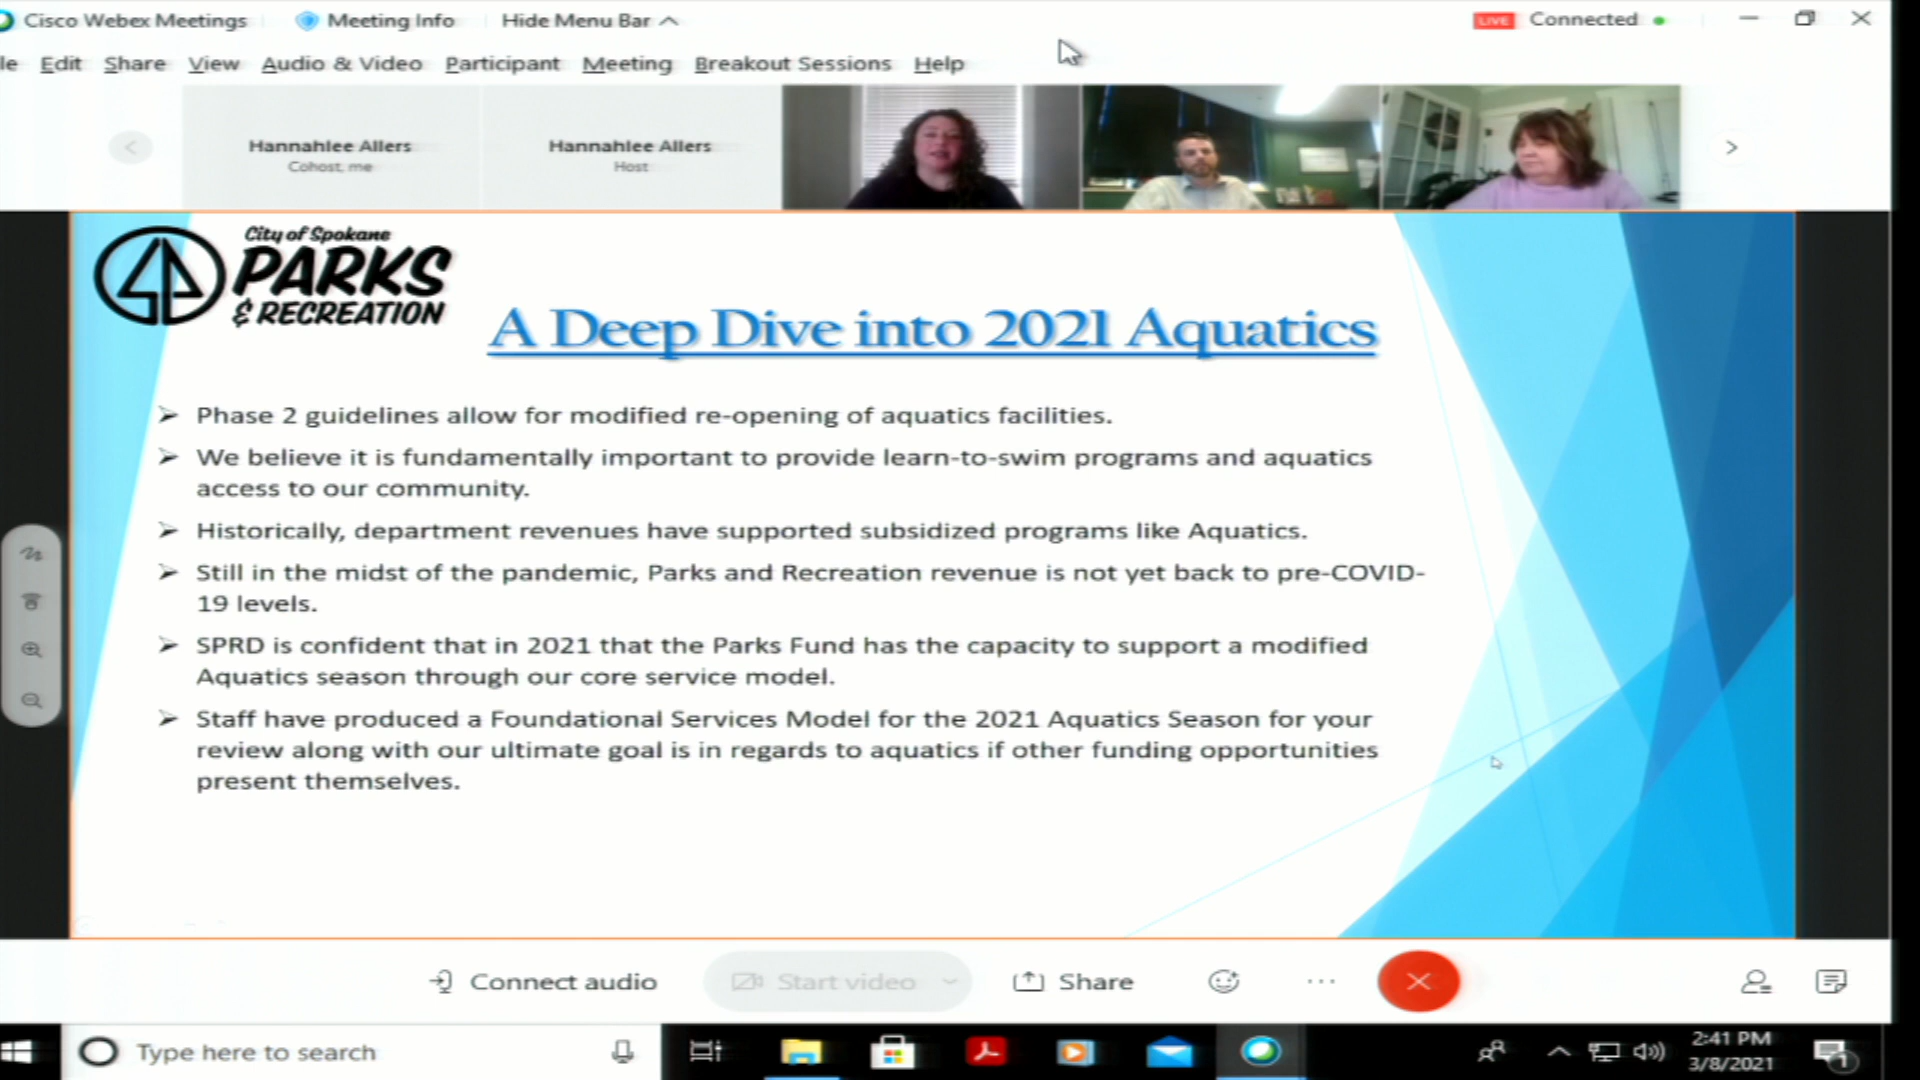 Cisco Webex Meetings Meeting Info Hide Menu Bar LIVE Connected
le Edit Share View Audio & Video Participant Meeting Breakout Sessions Help
Hannahlee Allers
Cohost, me
Hannahlee Allers
Host
City of Spokane
PARKS
& RECREATION
A Deep Dive into 2021 Aquatics
Phase 2 guidelines allow for modified re-opening of aquatics facilities.
We believe it is fundamentally important to provide learn-to-swim programs and aquatics
access to our community.
Historically, department revenues have supported subsidized programs like Aquatics.
Still in the midst of the pandemic, Parks and Recreation revenue is not yet back to pre-COVID-
19 levels.
SPRD is confident that in 2021 that the Parks Fund has the capacity to support a modified
Aquatics season through our core service model.
Staff have produced a Foundational Services Model for the 2021 Aquatics Season for your
review along with our ultimate goal is in regards to aquatics if other funding opportunities
present themselves.
Connect audio Start video Share
Type here to search
2:41 PM
3/8/2021
1